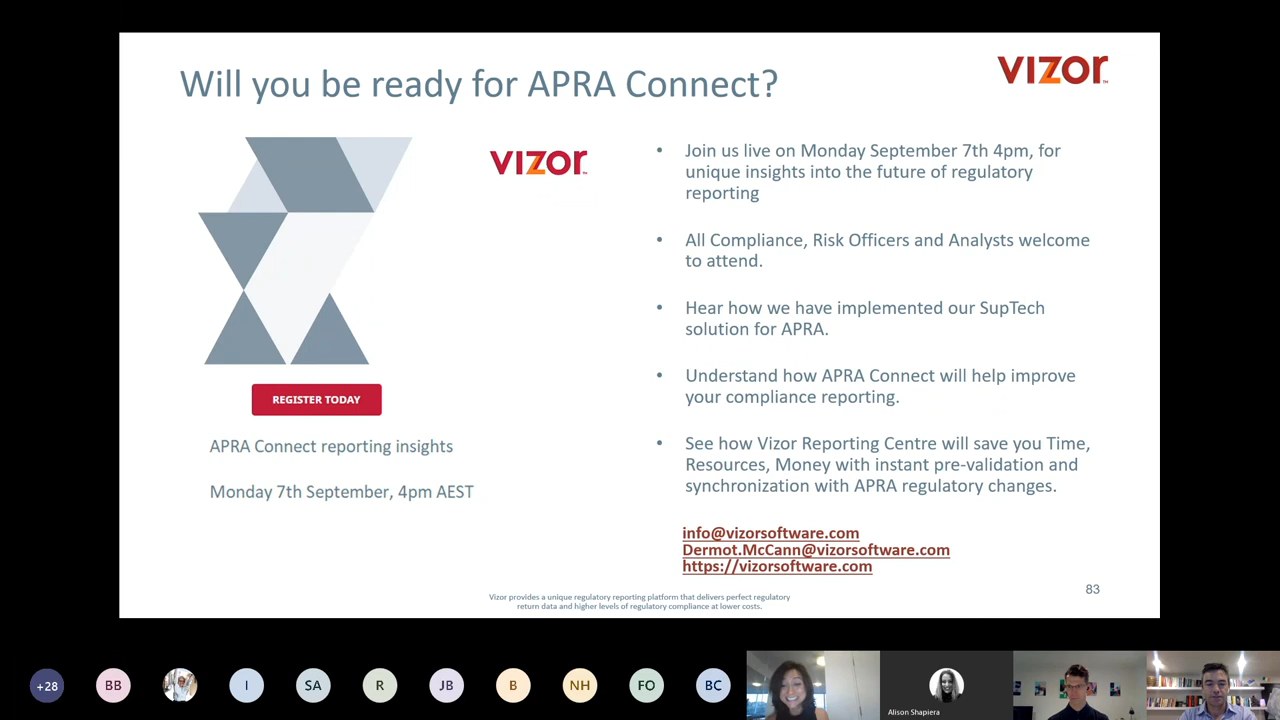 Will you be ready for APRA Connect?
VIZOr™
VIZOr™
REGISTER TODAY
APRA Connect reporting insights
Monday 7th September, 4pm AEST
• Join us live on Monday September 7th 4pm, for
unique insights into the future of regulatory
reporting
• All Compliance, Risk Officers and Analysts welcome
to attend.
• Hear how we have implemented our SupTech
solution for APRA.
• Understand how APRA Connect will help improve
your compliance reporting.
• See how Vizor Reporting Centre will save you Time,
Resources, Money with instant pre-validation and
synchronization with APRA regulatory changes.
info@vizorsoftware.com
Dermot.McCann@vizorsoftware.com
https://vizorsoftware.com
Vizor provides a unique regulatory reporting platform that delivers perfect regulatory
return data and higher levels of regulatory compliance at lower costs.
83
+28
BB
I
SA
R
JB
B
NH
FO
BC
Alison Shapiera